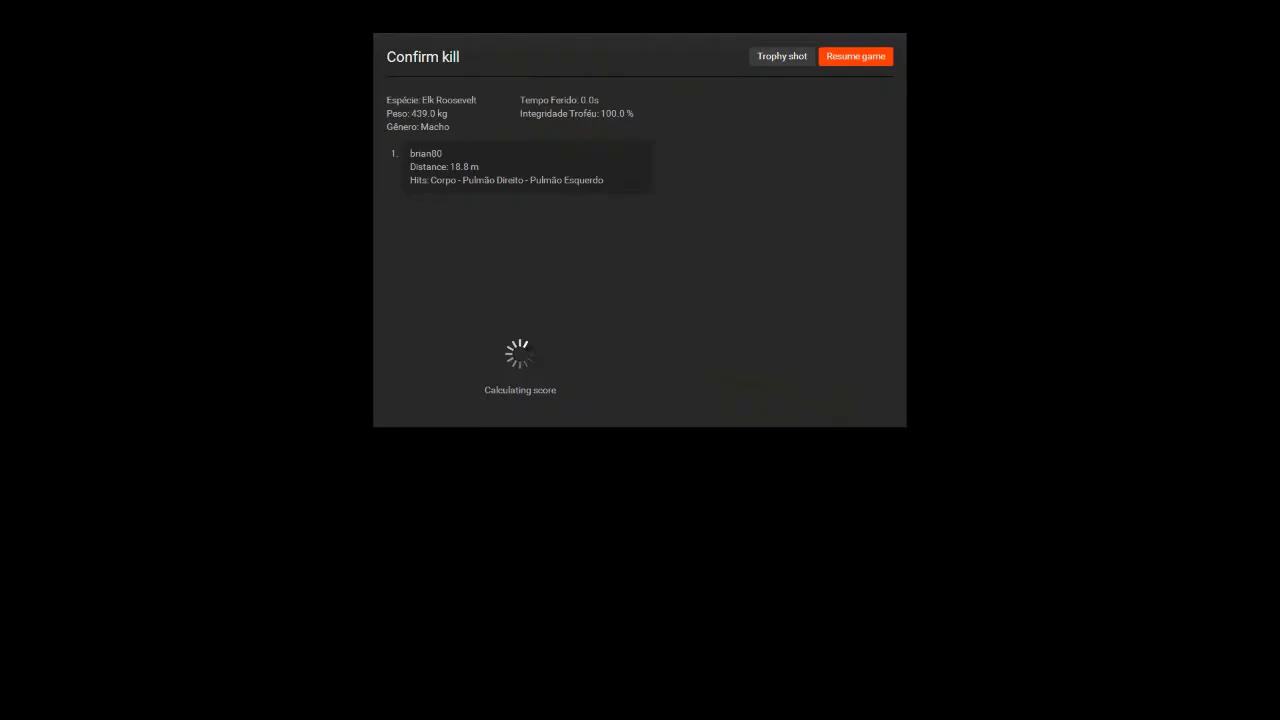 Confirm kill
Trophy shot
Resume game
Espécie: Elk Roosevelt
Peso: 439.0 kg
Gênero: Macho
Tempo Ferido: 0.0s
Integridade Troféu: 100.0 %
1.
brian80
Distance: 18.8 m
Hits: Corpo - Pulmão Direito - Pulmão Esquerdo
Calculating score